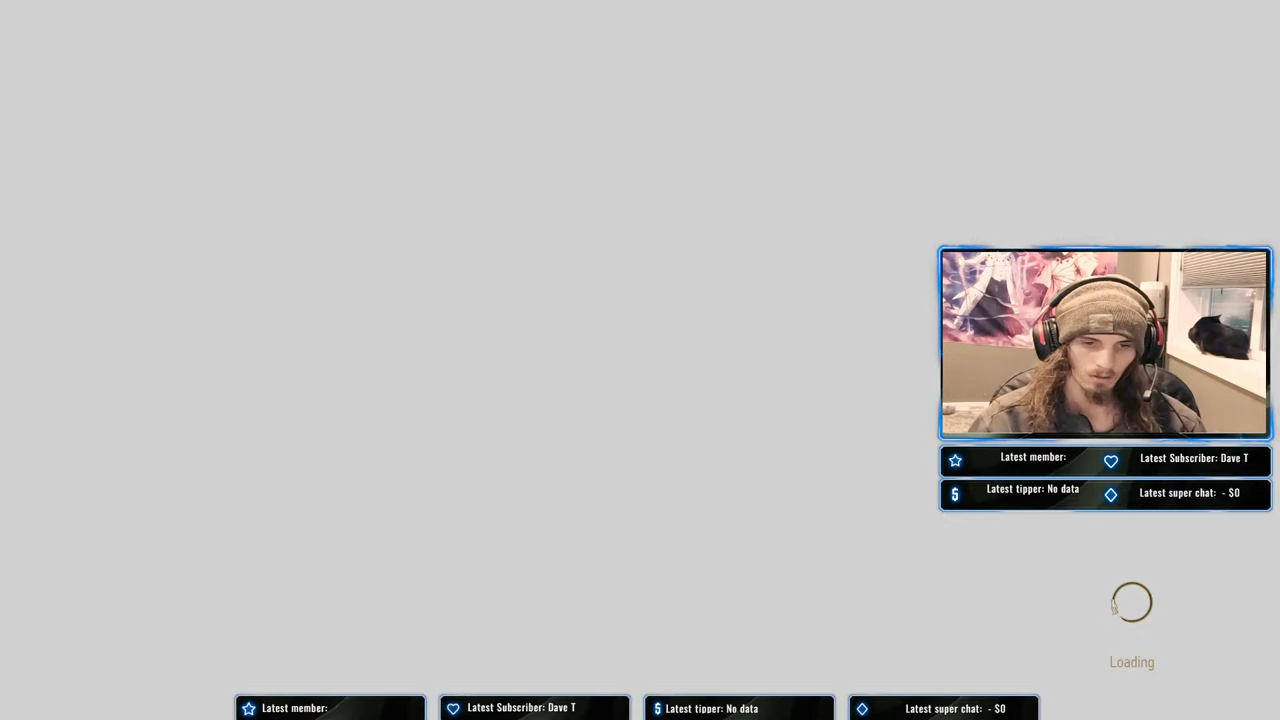 Latest member:
Latest Subscriber: Dave T
$ Latest tipper: No data
Latest super chat: - $0
Loading
Latest member:
Latest Subscriber: Dave T
$ Latest tipper: No data
Latest super chat: - $0